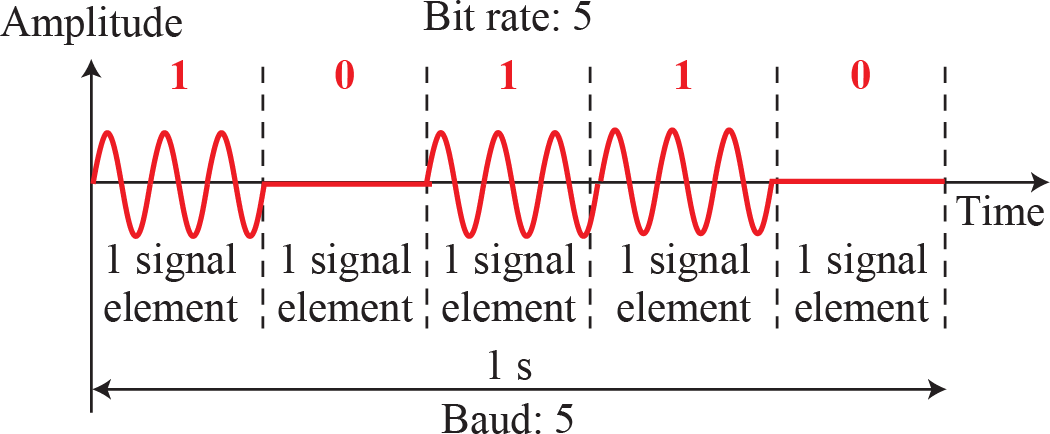 Amplitude
Bit rate: 5
1 0 1 1 0
Time
1 signal element
1 signal element
1 signal element
1 signal element
1 signal element
1 s
Baud: 5